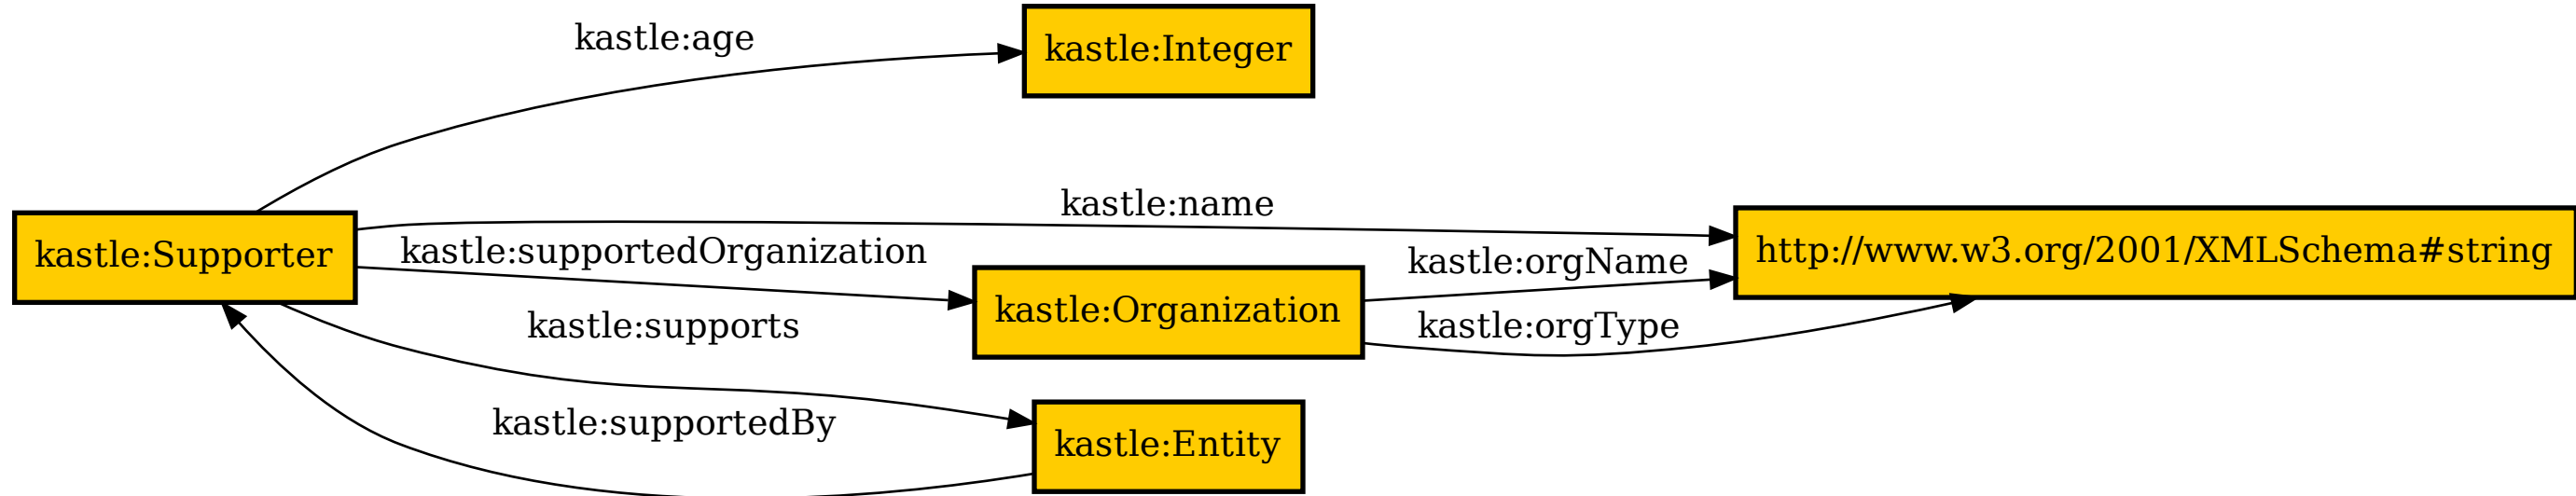 kastle:age
kastle:Integer
kastle:name
kastle:Supporter
kastle:supportedOrganization
kastle:orgName
http://www.w3.org/2001/XMLSchema#string
kastle:Organization
kastle:supports
kastle:orgType
kastle:supportedBy
kastle:Entity